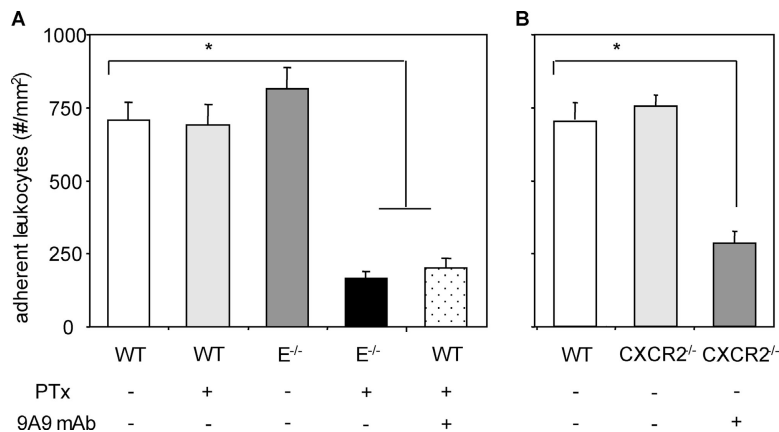 A
B
adherent leukocytes (#/mm²)
1000
750
500
250
0
*
*
WT WT E⁻/⁻ E⁻/⁻ WT
WT CXCR2⁻/⁻ CXCR2⁻/⁻
PTx - + - + + - - -
9A9 mAb - - - - + - - +